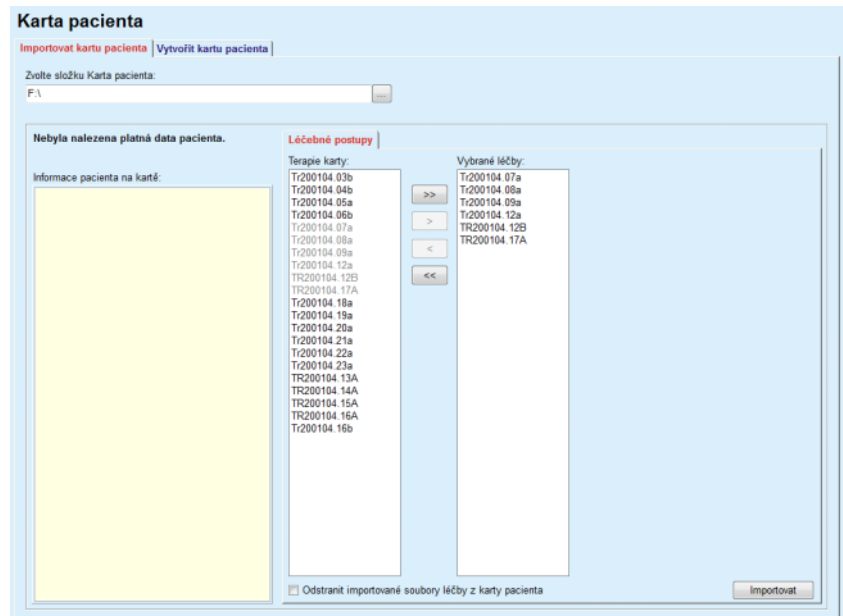 Karta pacienta
Importovat kartu pacienta Vytvořit kartu pacienta
Zvolte složku Karta pacienta:
F:\
...
Nebyla nalezena platná data pacienta.
Informace pacienta na kartě:
Léčebné postupy
Terapie karty:
Tr200104.03b
Tr200104.04b
Tr200104.05a
Tr200104.06b
Tr200104.07a
Tr200104.08a
Tr200104.09a
Tr200104.12a
TR200104.12B
TR200104.17A
Tr200104.18a
Tr200104.19a
Tr200104.20a
Tr200104.21a
Tr200104.22a
Tr200104.23a
TR200104.13A
TR200104.14A
TR200104.15A
TR200104.16A
Tr200104.16b
>>
>
<
<<
Vybrané léčby:
Tr200104.07a
Tr200104.08a
Tr200104.09a
Tr200104.12a
TR200104.12B
TR200104.17A
Odstranit importované soubory léčby z karty pacienta
Importovat